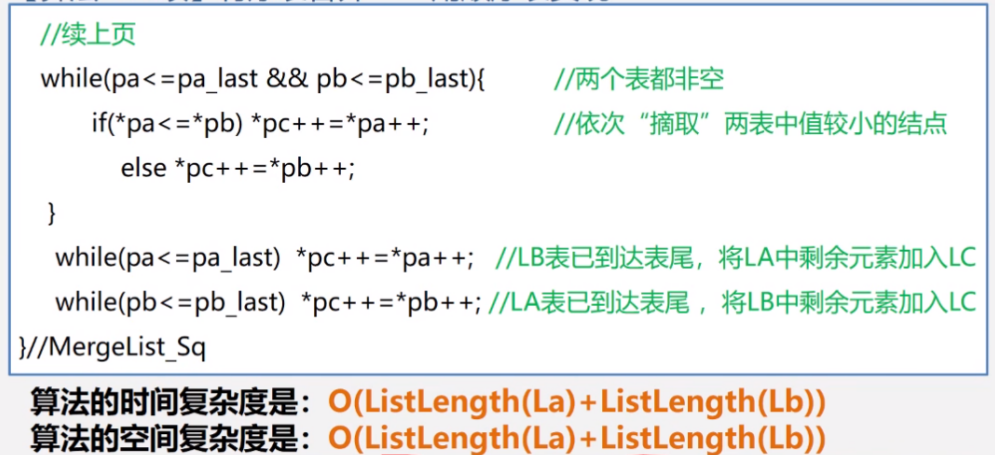 //续上页
while(pa<=pa_last && pb<=pb_last){ //两个表都非空
if(*pa<=*pb) *pc++=*pa++; //依次“摘取”两表中值较小的结点
else *pc++=*pb++;
}
while(pa<=pa_last) *pc++=*pa++; //LB表已到达表尾，将LA中剩余元素加入LC
while(pb<=pb_last) *pc++=*pb++; //LA表已到达表尾，将LB中剩余元素加入LC
}//MergeList_Sq
算法的时间复杂度是：O(ListLength(La)+ListLength(Lb))
算法的空间复杂度是：O(ListLength(La)+ListLength(Lb))